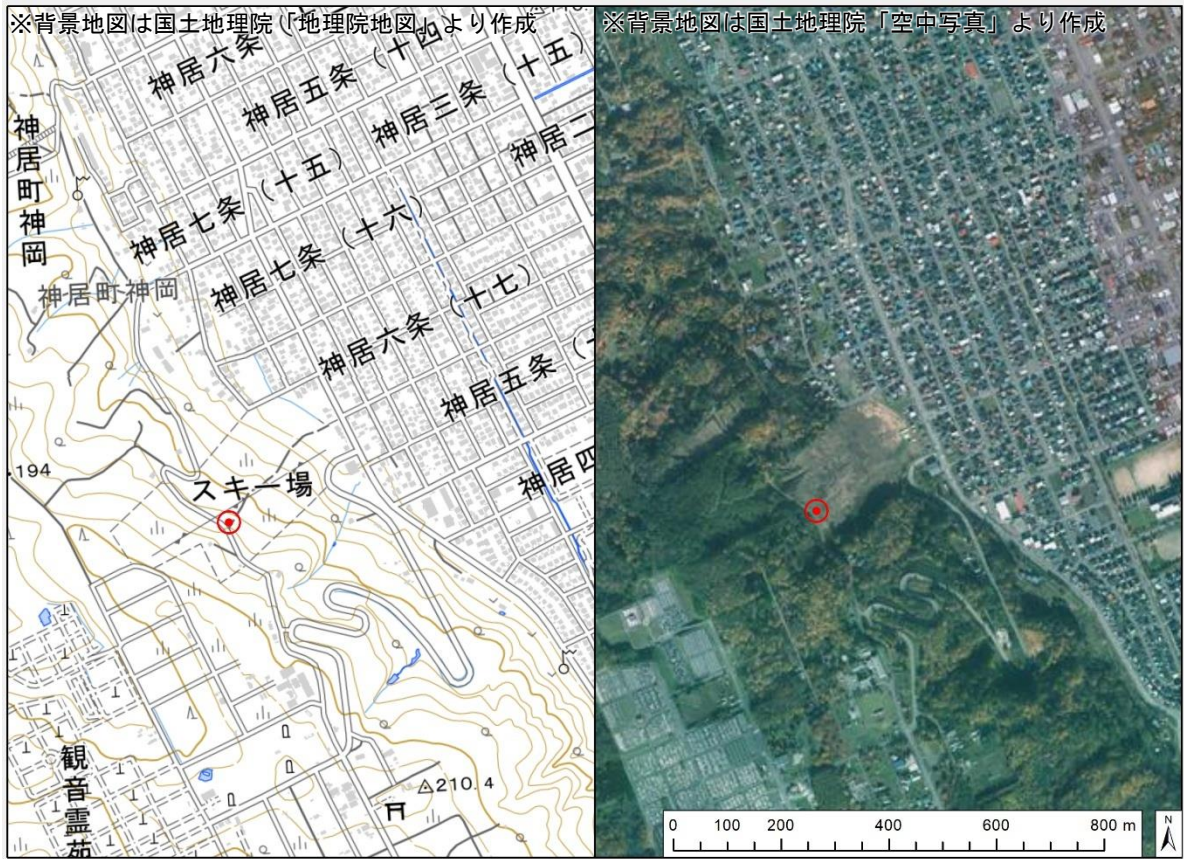 ※背景地図は国土地理院「地理院地図」より作成
※背景地図は国土地理院「空中写真」より作成
神居六条
神居五条（十四
神居三条（十五）
神居二
神居町神岡
神居七条（十五）
神居七条（十六）
神居町神岡
神居六条（十七）
神居五条（
神居四
194
スキー場
観音霊苑
210.4
0 100 200 400 600 800 m
N